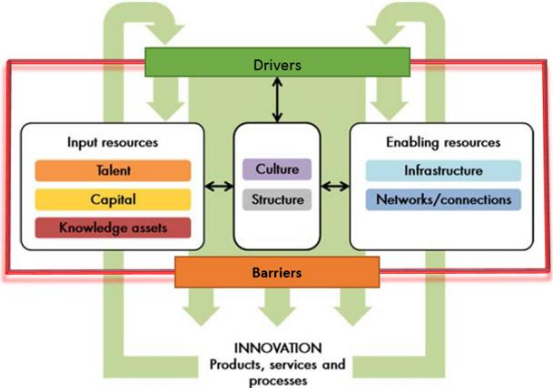 Drivers
Input resources
Talent
Capital
Knowledge assets
Culture
Structure
Enabling resources
Infrastructure
Networks/connections
Barriers
INNOVATION
Products, services and
processes